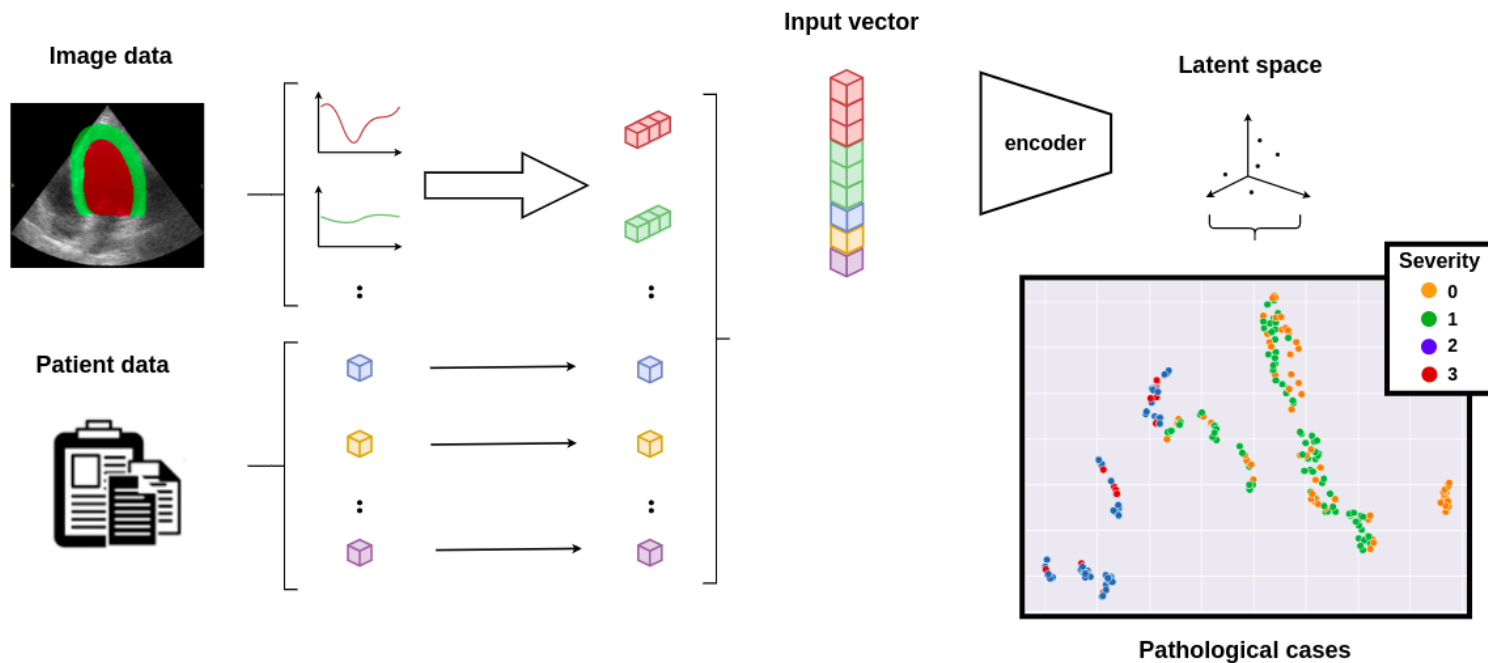 Input vector
Image data
Latent space
encoder
Severity
0
1
2
3
Patient data
Pathological cases